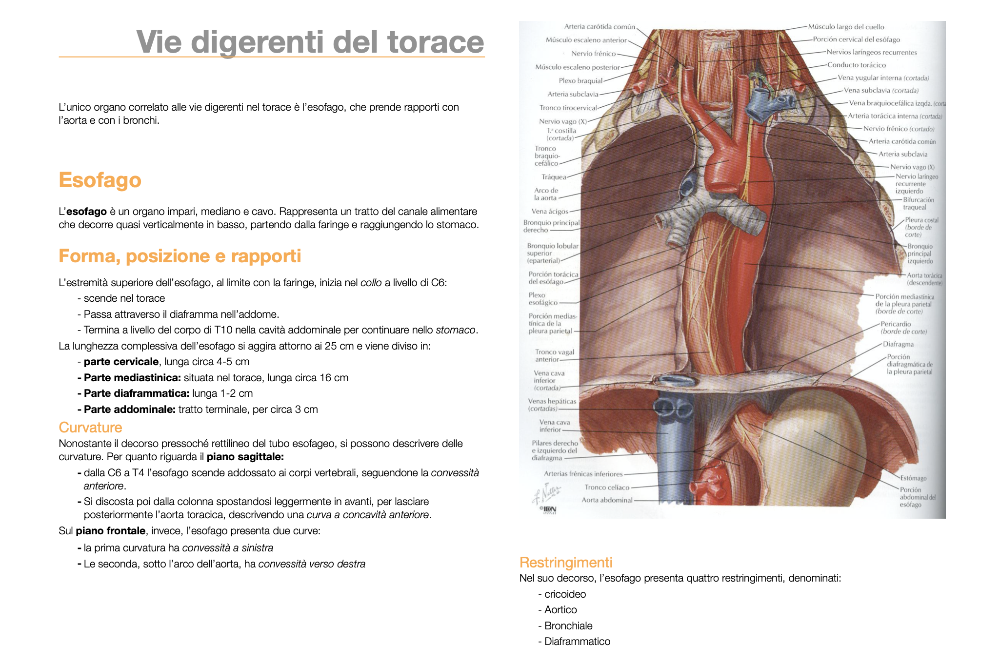 Vie digerenti del torace
L'unico organo correlato alle vie digerenti nel torace è l'esofago, che prende rapporti con
l'aorta e con i bronchi.
Esofago
L'esofago è un organo impari, mediano e cavo. Rappresenta un tratto del canale alimentare
che decorre quasi verticalmente in basso, partendo dalla faringe e raggiungendo lo stomaco.
Forma, posizione e rapporti
L'estremità superiore dell'esofago, al limite con la faringe, inizia nel collo a livello di C6:
- scende nel torace
- Passa attraverso il diaframma nell'addome.
- Termina a livello del corpo di T10 nella cavità addominale per continuare nello stomaco.
La lunghezza complessiva dell'esofago si aggira attorno ai 25 cm e viene diviso in:
- parte cervicale, lunga circa 4-5 cm
- Parte mediastinica: situata nel torace, lunga circa 16 cm
- Parte diaframmatica: lunga 1-2 cm
- Parte addominale: tratto terminale, per circa 3 cm
Curvature
Nonostante il decorso pressoché rettilineo del tubo esofageo, si possono descrivere delle
curvature. Per quanto riguarda il piano sagittale:
- dalla C6 a T4 l'esofago scende addossato ai corpi vertebrali, seguendone la convessità
anteriore.
- Si discosta poi dalla colonna spostandosi leggermente in avanti, per lasciare
posteriormente l'aorta toracica, descrivendo una curva a concavità anteriore.
Sul piano frontale, invece, l'esofago presenta due curve:
- la prima curvatura ha convessità a sinistra
- Le seconda, sotto l'arco dell'aorta, ha convessità verso destra
Arteria carótida común
Músculo escaleno anterior
Nervio frénico
Músculo escaleno posterior
Plexo braquial
Arteria subclavia
Tronco tirocervical
Nervio vago (X)
1.ª costilla
(cortada)
Tronco
braquio-
cefálico
Tráquea
Arco de
la aorta
Vena ácigos
Bronquio principal
derecho
Bronquio lobular
superior
(eparterial)
Porción torácica
del esófago
Plexo
esofágico
Porción medias-
tínica de la
pleura parietal
Tronco vagal
anterior
Vena cava
inferior
(cortada)
Venas hepáticas
(cortadas)
Vena cava
inferior
Pilares derecho
e izquierdo del
diafragma
Arterias frénicas inferiores
Tronco celíaco
Aorta abdominal
F. Netter
M.D.
©ICON
Músculo largo del cuello
Porción cervical del esófago
Nervios laríngeos recurrentes
Conducto torácico
Vena yugular interna (cortada)
Vena subclavia (cortada)
Vena braquiocefálica izqda. (corta
Arteria torácica interna (cortada)
Nervio frénico (cortado)
Arteria carótida común
Arteria subclavia
Nervio vago (X)
Nervio laríngeo
recurrente
izquierdo
Bifurcación
traqueal
Pleura costal
(borde de
corte)
Bronquio
principal
izquierdo
Aorta torácica
(descendente)
Porción mediastínica
de la pleura parietal
(borde de corte)
Pericardio
(borde de corte)
Diafragma
Porción
diafragmática de
la pleura parietal
Estómago
Porción
abdominal del
esófago
Restringimenti
Nel suo decorso, l'esofago presenta quattro restringimenti, denominati:
- cricoideo
- Aortico
- Bronchiale
- Diaframmatico